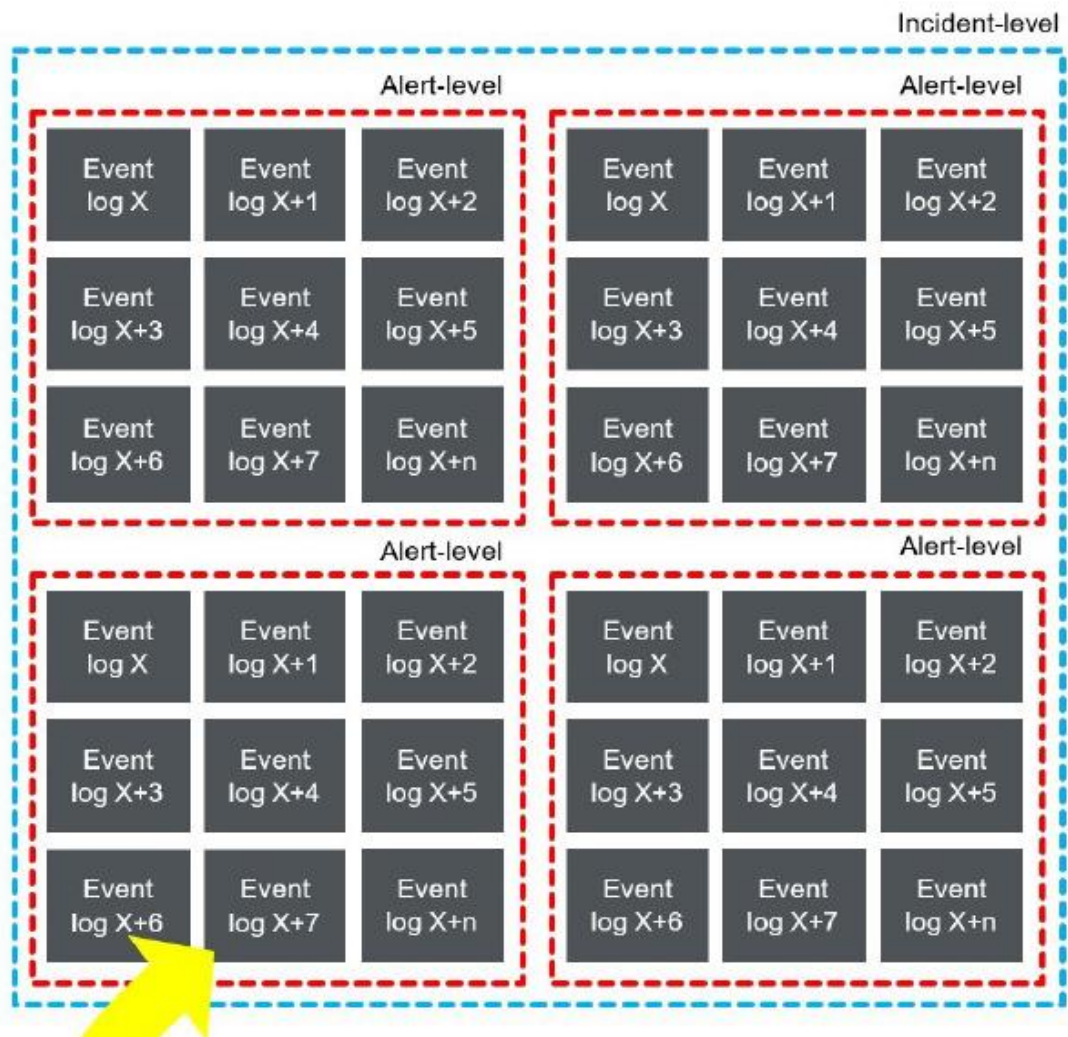 Incident-level
Alert-level
Event
log X
Event
log X+1
Event
log X+2
Event
log X+3
Event
log X+4
Event
log X+5
Event
log X+6
Event
log X+7
Event
log X+n
Alert-level
Event
log X
Event
log X+1
Event
log X+2
Event
log X+3
Event
log X+4
Event
log X+5
Event
log X+6
Event
log X+7
Event
log X+n
Alert-level
Event
log X
Event
log X+1
Event
log X+2
Event
log X+3
Event
log X+4
Event
log X+5
Event
log X+6
Event
log X+7
Event
log X+n
Alert-level
Event
log X
Event
log X+1
Event
log X+2
Event
log X+3
Event
log X+4
Event
log X+5
Event
log X+6
Event
log X+7
Event
log X+n